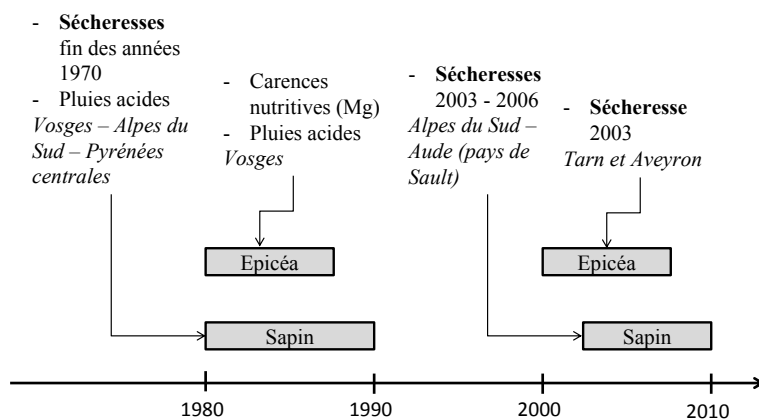 - Sécheresses
fin des années
1970
- Pluies acides
Vosges – Alpes du
Sud – Pyrénées
centrales
- Carences
nutritives (Mg)
- Pluies acides
Vosges
- Sécheresses
2003 - 2006
Alpes du Sud –
Aude (pays de
Sault)
- Sécheresse
2003
Tarn et Aveyron
Epicéa
Epicéa
Sapin
Sapin
1980
1990
2000
2010